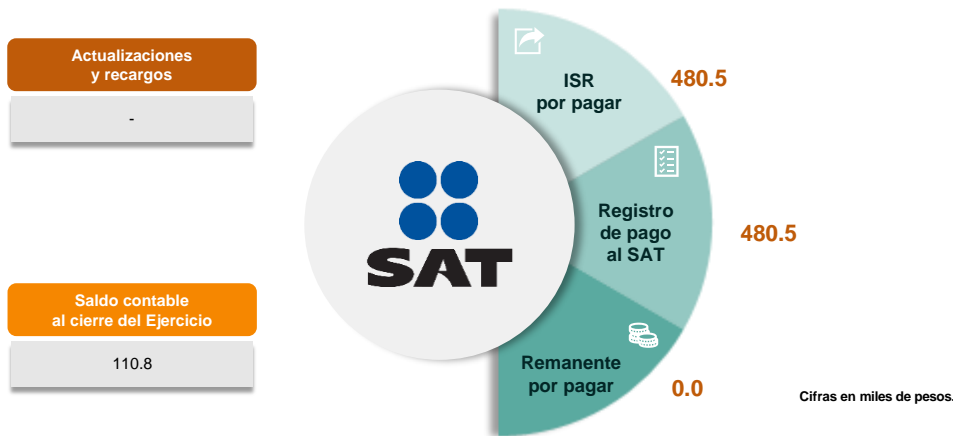 Actualizaciones
y recargos
-
Saldo contable
al cierre del Ejercicio
110.8
SAT
ISR
por pagar
480.5
Registro
de pago
al SAT
480.5
Remanente
por pagar
0.0
Cifras en miles de pesos.